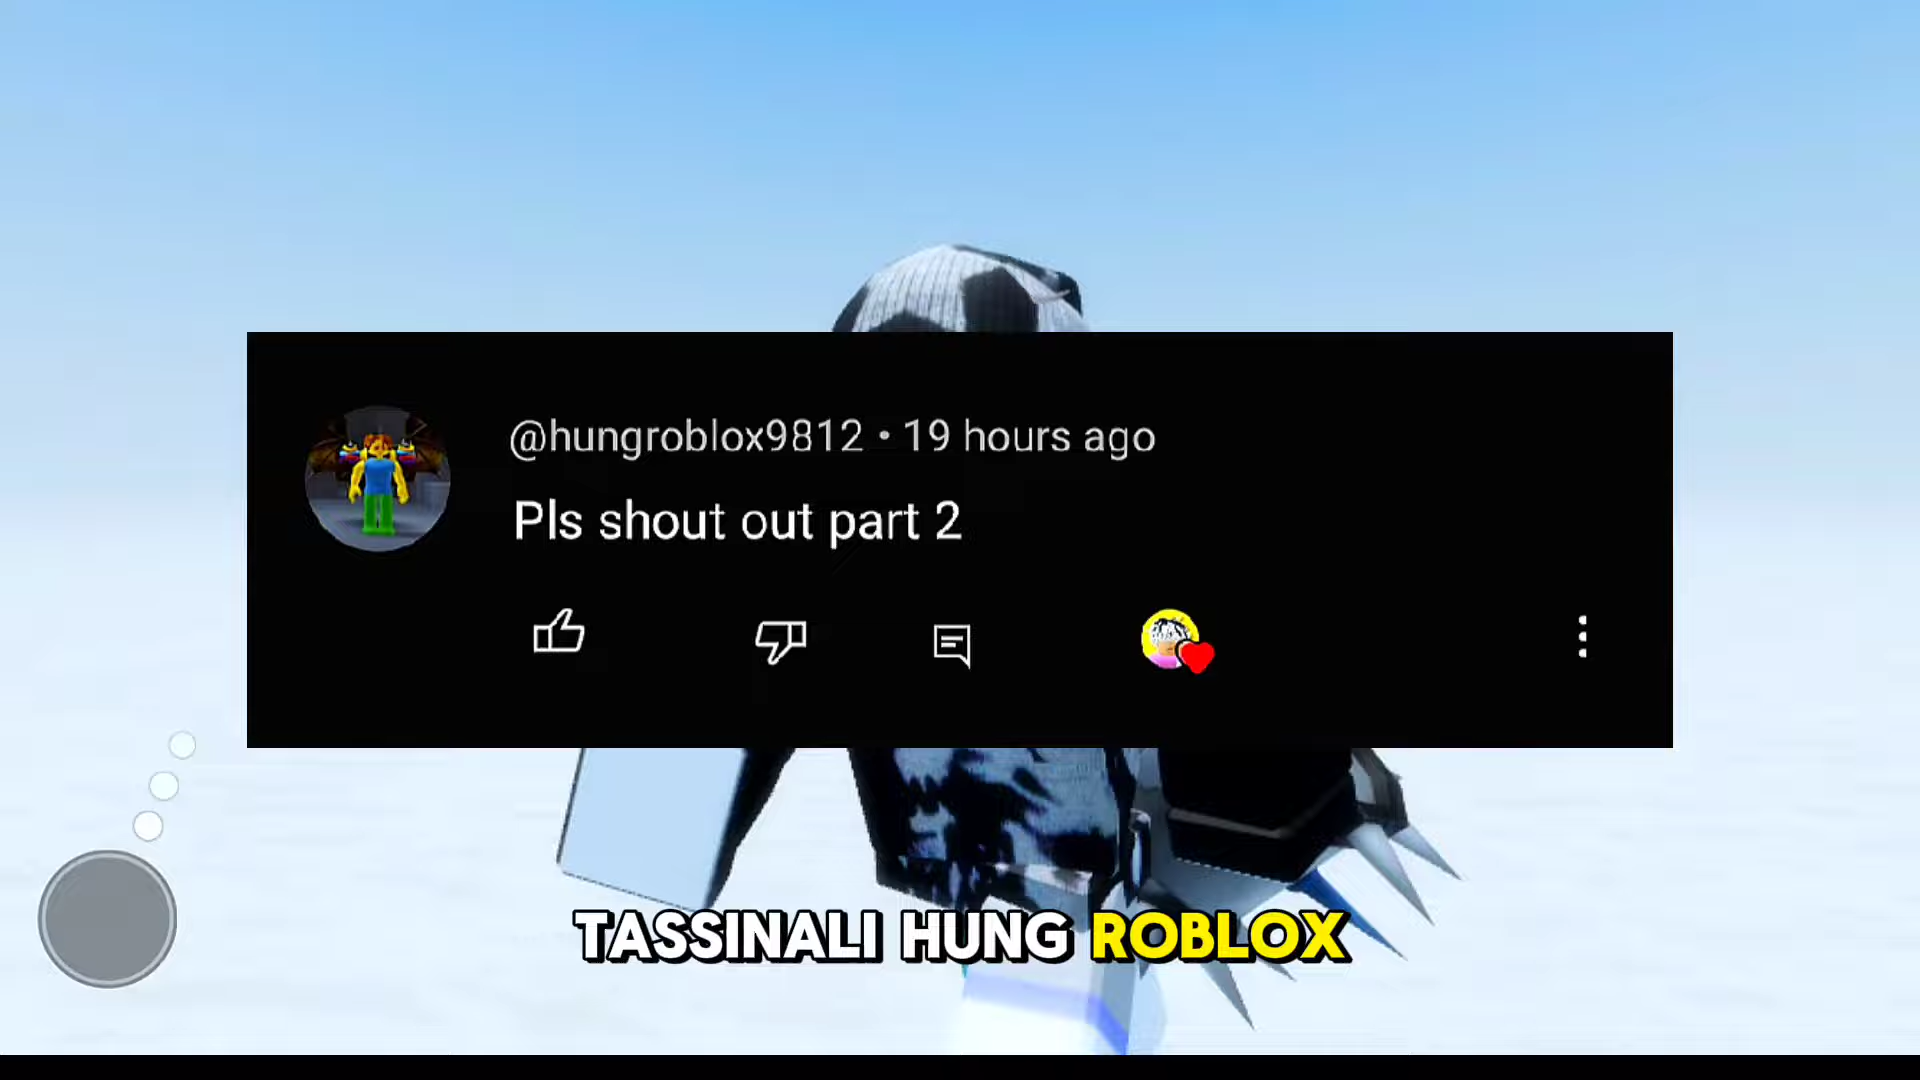 @hungroblox9812 • 19 hours ago
Pls shout out part 2
TASSINALI HUNG ROBLOX